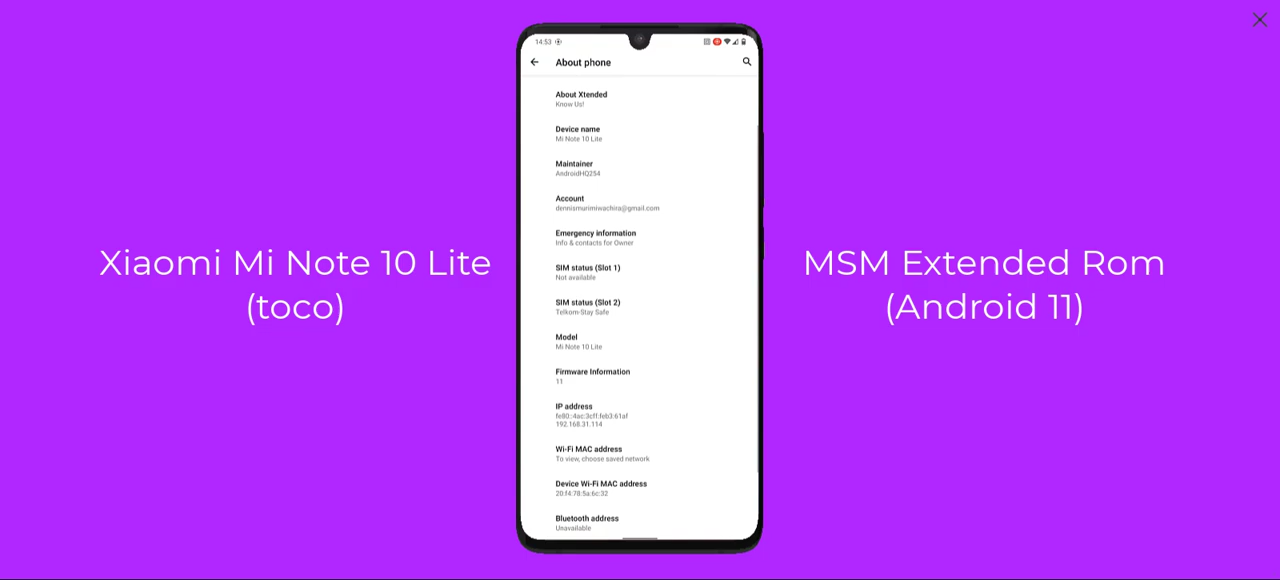 14:53
About phone
About Xtended
Know Us!
Device name
Mi Note 10 Lite
Maintainer
AndroidHQ254
Account
dennismurimiwachira@gmail.com
Emergency information
Info & contacts for Owner
SIM status (Slot 1)
Not available
SIM status (Slot 2)
Telkom-Stay Safe
Model
Mi Note 10 Lite
Firmware Information
11
IP address
fe80::4ac:3cff:feb3:61af
192.168.31.114
Wi-Fi MAC address
To view, choose saved network
Device Wi-Fi MAC address
20:f4:78:5a:6c:32
Bluetooth address
Unavailable
Xiaomi Mi Note 10 Lite
(toco)
MSM Extended Rom
(Android 11)